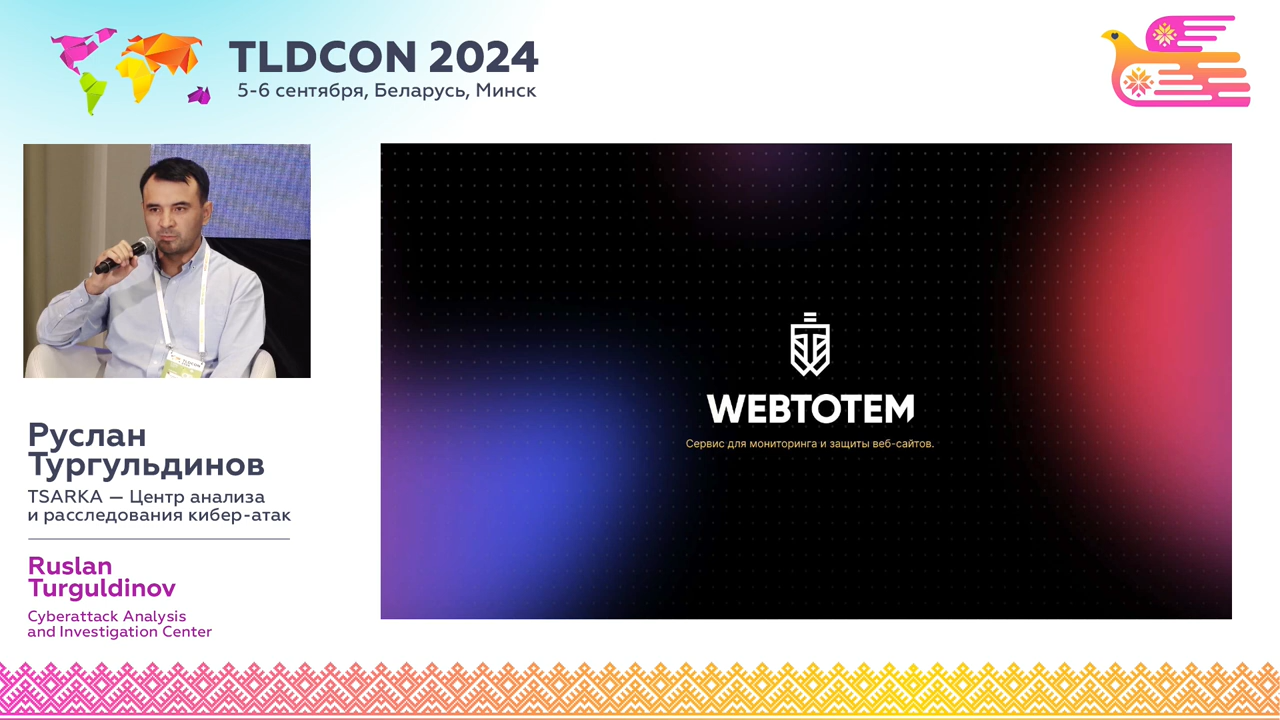 TLDCON 2024
5-6 сентября, Беларусь, Минск
WEBTOTEM
Сервис для мониторинга и защиты веб-сайтов.
Руслан
Тургульдинов
TSARKA — Центр анализа
и расследования кибер-атак
Ruslan
Turguldinov
Cyberattack Analysis
and Investigation Center